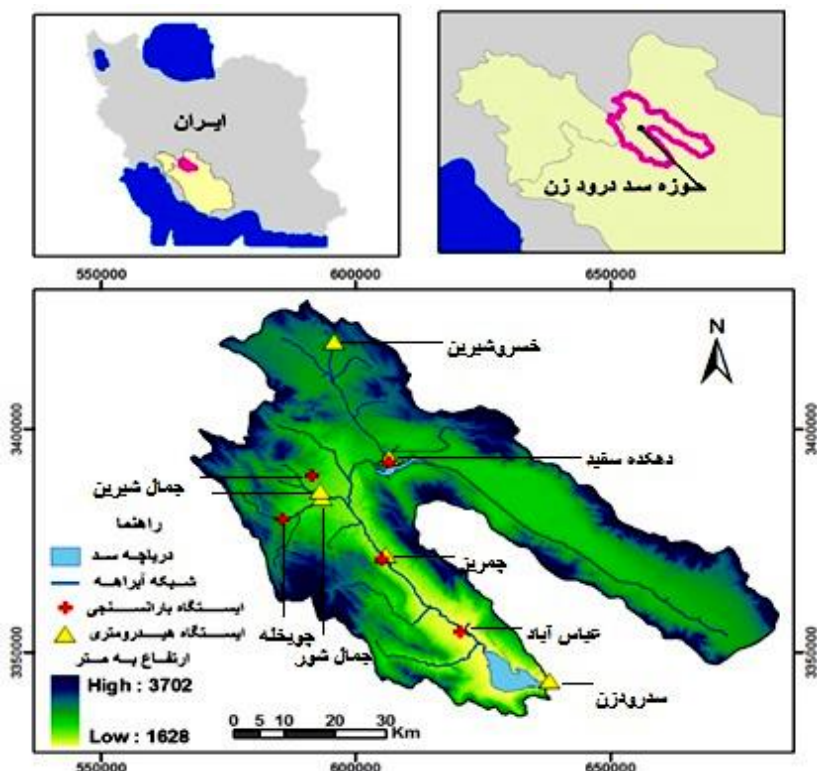 ایران
حوزه سد درود زن
550000 600000 650000
N
خسروشیرین
3400000 3400000
دهکده سفید
جمال شیرین
راهنما
دریاچه سد
شبکه آبراهه
ایستگاه بارانسنجی
ایستگاه هیدرومتری
ارتفاع به متر
High : 3702
Low : 1628
چمریز
چوبخله
جمال شور
عباس آباد
3350000 3350000
سددرودزن
0 5 10 20 30
Km
550000 600000 650000